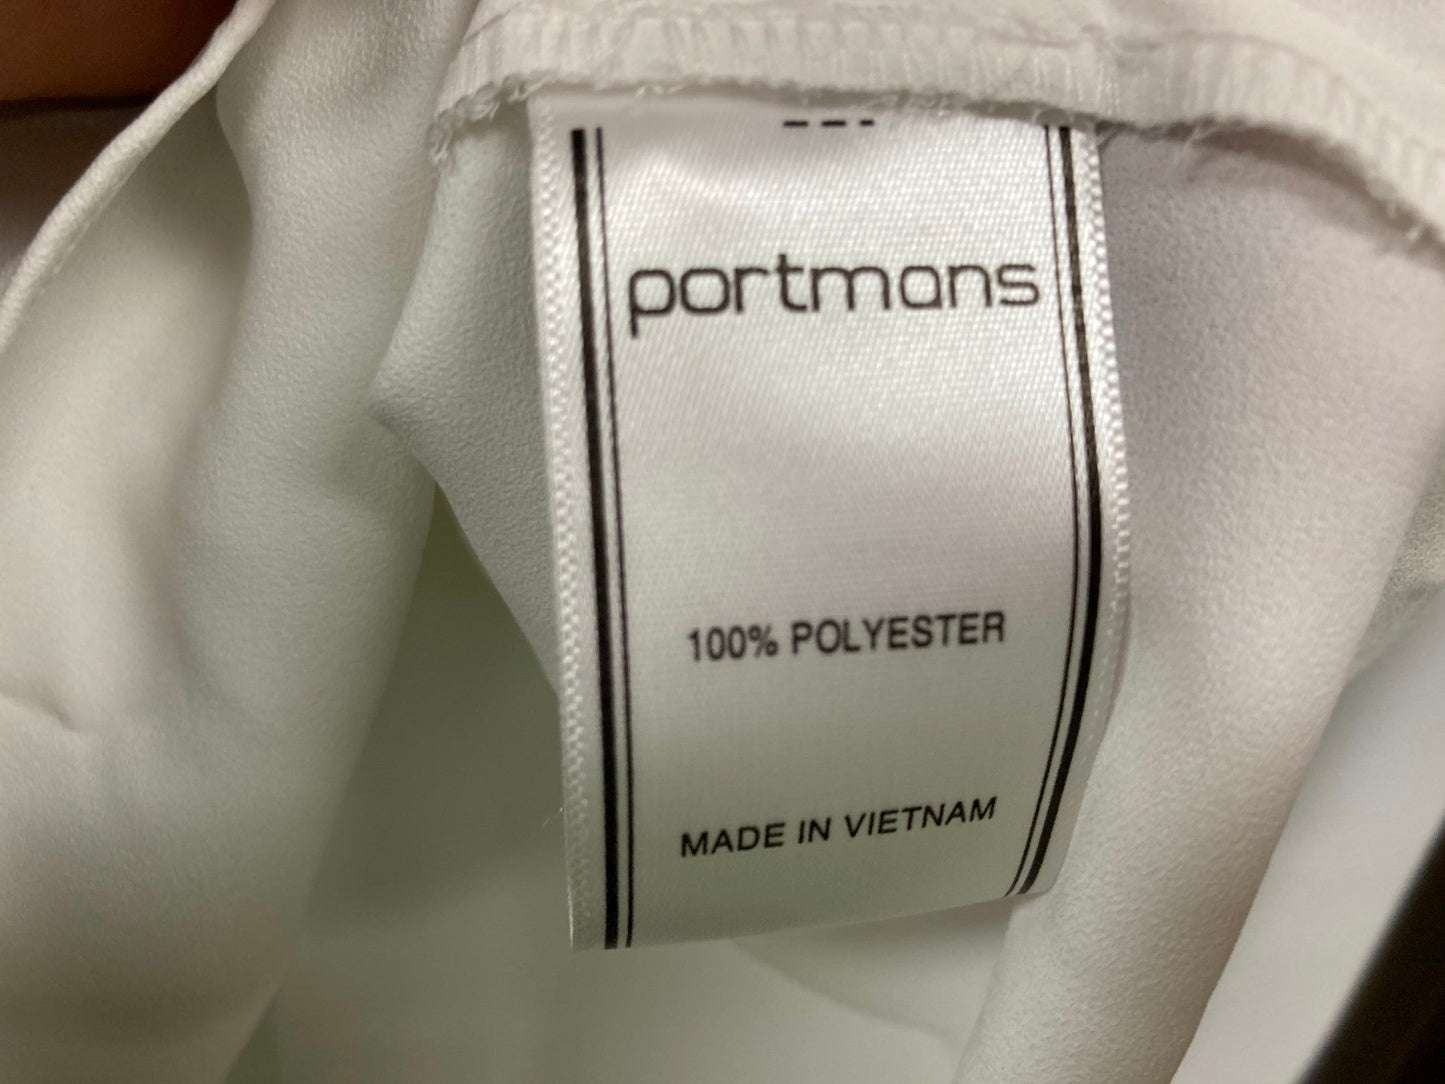 portmans
100% POLYESTER
MADE IN VIETNAM